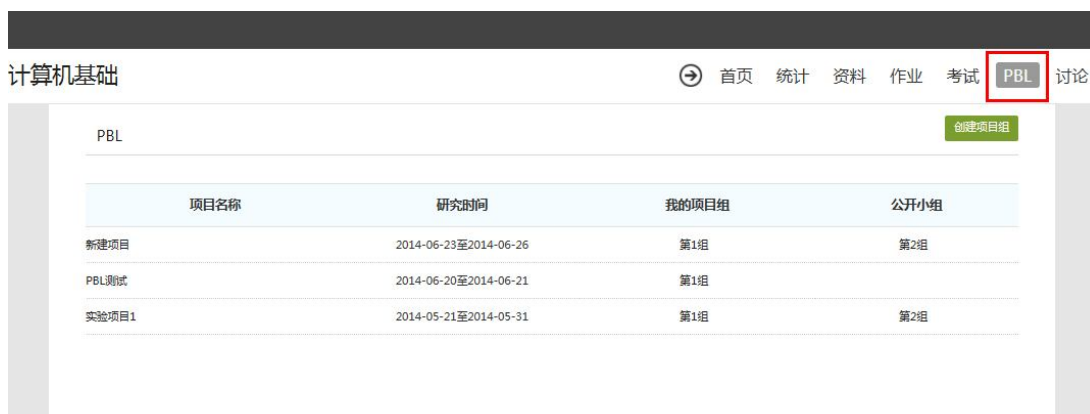 计算机基础 首页 统计 资料 作业 考试 PBL 讨论
PBL 创建项目组
项目名称 研究时间 我的项目组 公开小组
新建项目 2014-06-23至2014-06-26 第1组 第2组
PBL测试 2014-06-20至2014-06-21 第1组
实验项目1 2014-05-21至2014-05-31 第1组 第2组